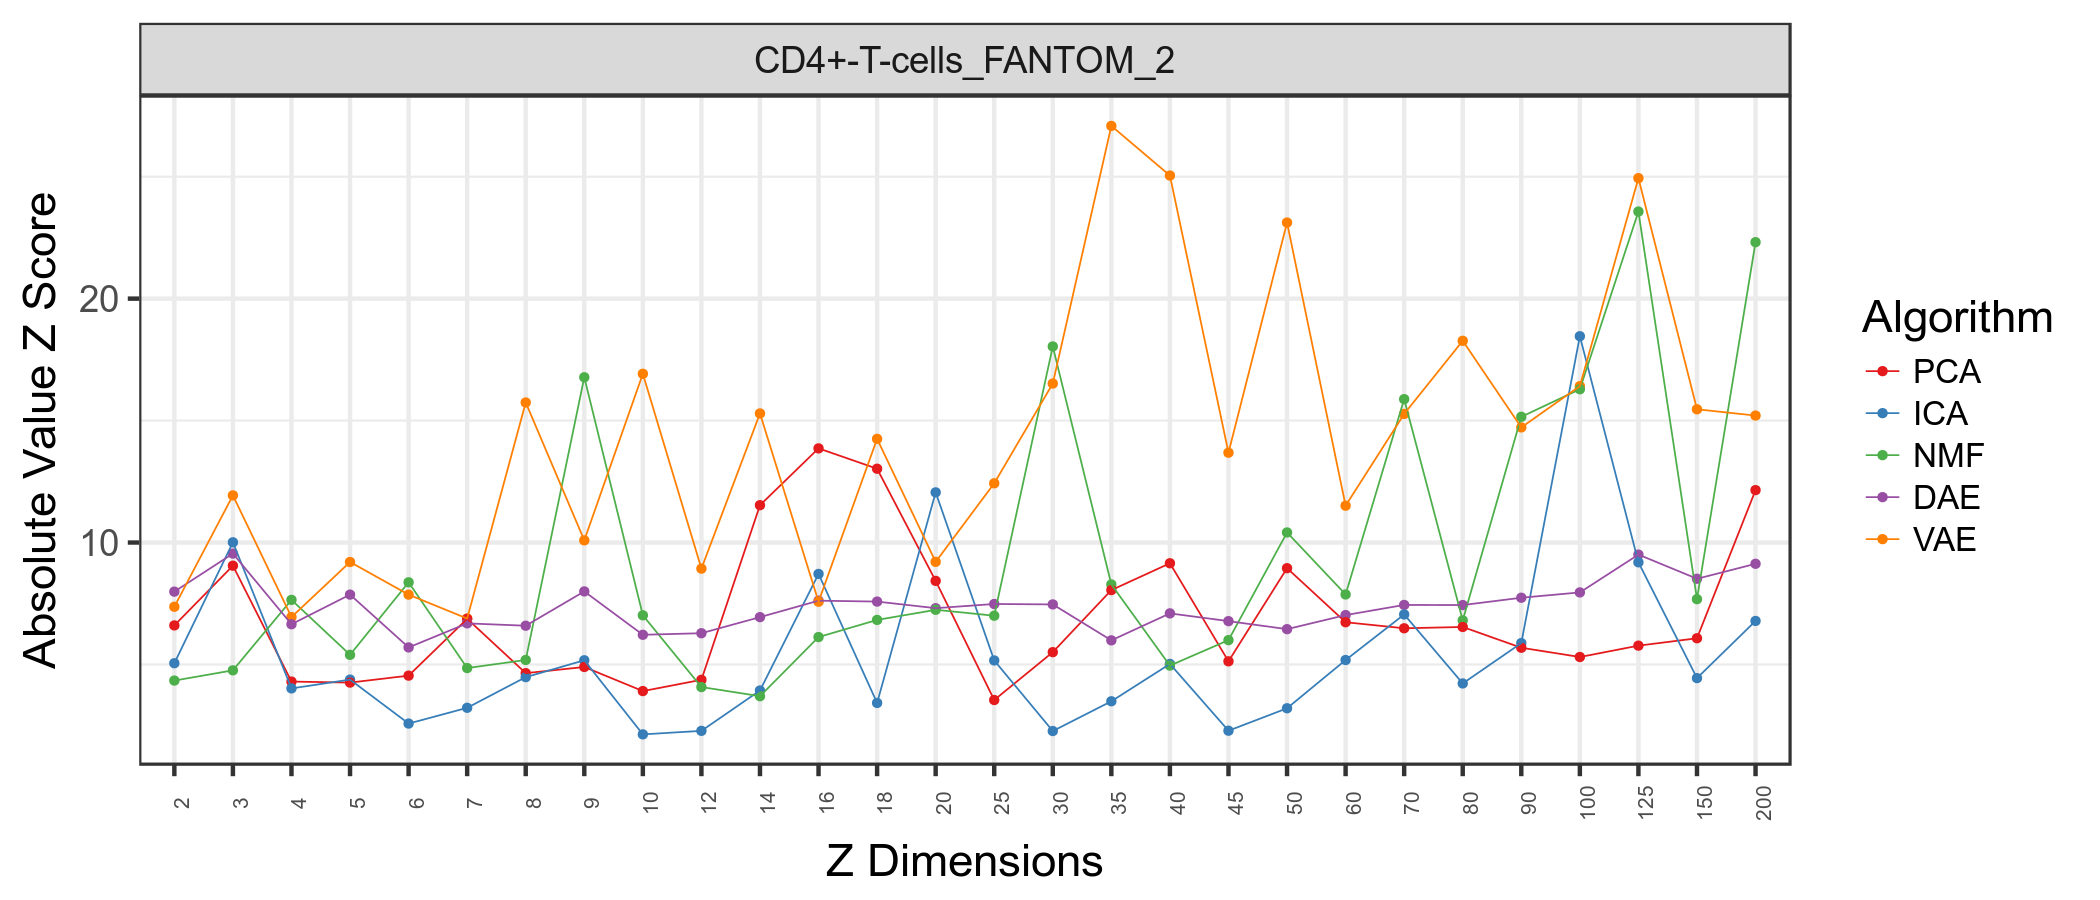 CD4+-T-cells_FANTOM_2
Absolute Value Z Score
20
10
2 3 4 5 6 7 8 9 10 12 14 16 18 20 25 30 35 40 45 50 60 70 80 90 100 125 150 200
Z Dimensions
Algorithm
PCA
ICA
NMF
DAE
VAE